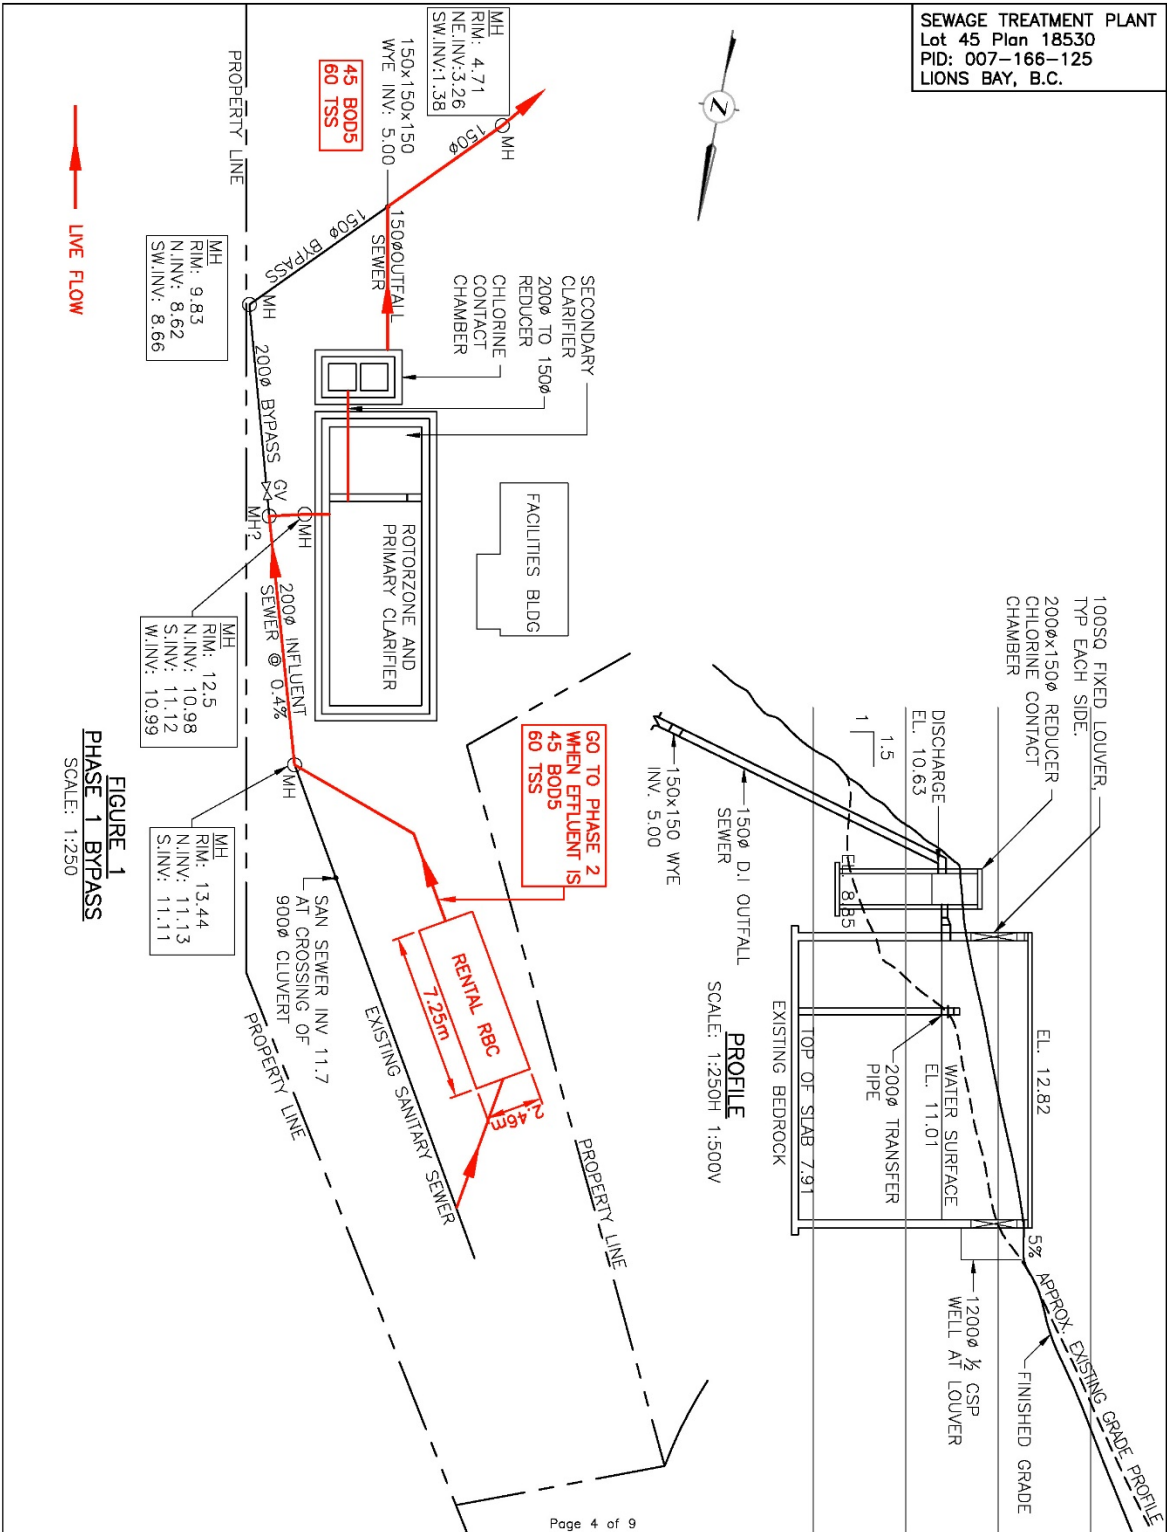 SEWAGE TREATMENT PLANT
Lot 45 Plan 18530
PID: 007-166-125
LIONS BAY, B.C.
MH
RIM: 4.71
NE.INV:3.26
SW.INV:1.38
150x150x150
WYE INV: 5.00
45 BOD5
60 TSS
PROPERTY LINE
LIVE FLOW
MH
150ø
150ø BYPASS
150øOUTFALL
SEWER
MH
MH
RIM: 9.83
N.INV: 8.62
SW.INV: 8.66
200ø BYPASS
GV
MH?
MH
SECONDARY
CLARIFIER
200ø TO 150ø
REDUCER
CHLORINE
CONTACT
CHAMBER
FACILITIES BLDG
ROTORZONE AND
PRIMARY CLARIFIER
200ø INFLUENT
SEWER @ 0.4%
MH
MH
RIM: 12.5
N.INV: 10.98
S.INV: 11.12
W.INV: 10.99
MH
RIM: 13.44
N.INV: 11.13
S.INV: 11.11
FIGURE 1
PHASE 1 BYPASS
SCALE: 1:250
GO TO PHASE 2
WHEN EFFLUENT IS
45 BOD5
60 TSS
RENTAL RBC
7.25m
2.46m
SAN SEWER INV 11.7
AT CROSSING OF
900ø CLUVERT
EXISTING SANITARY SEWER
PROPERTY LINE
PROPERTY LINE
100SQ FIXED LOUVER,
TYP EACH SIDE.
200øx150ø REDUCER
CHLORINE CONTACT
CHAMBER
DISCHARGE
EL. 10.63
1.5
1
150x150 WYE
INV. 5.00
150ø D.I OUTFALL
SEWER
EL. 8.85
EL. 12.82
WATER SURFACE
EL. 11.01
200ø TRANSFER
PIPE
TOP OF SLAB 7.91
EXISTING BEDROCK
PROFILE
SCALE: 1:250H 1:500V
5%
APPROX. EXISTING GRADE PROFILE
FINISHED GRADE
1200ø ½ CSP
WELL AT LOUVER
Z
Page 4 of 9